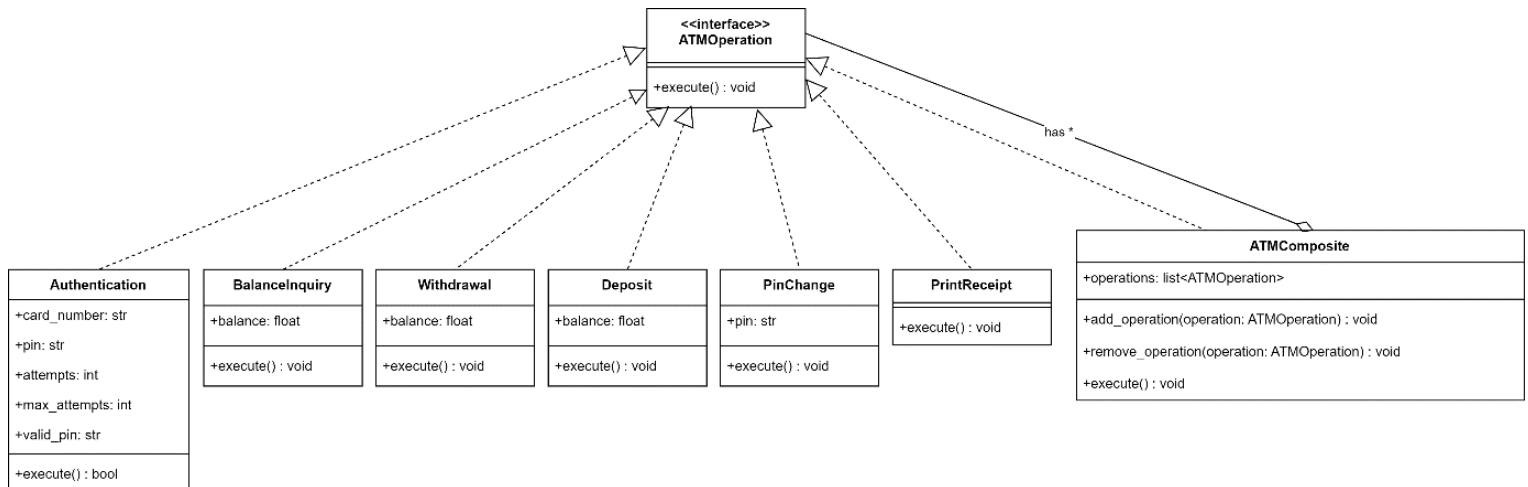 <<interface>>
ATMOperation
+execute() : void
has *
Authentication
+card_number: str
+pin: str
+attempts: int
+max_attempts: int
+valid_pin: str
+execute() : bool
BalanceInquiry
+balance: float
+execute() : void
Withdrawal
+balance: float
+execute() : void
Deposit
+balance: float
+execute() : void
PinChange
+pin: str
+execute() : void
PrintReceipt
+execute() : void
ATMComposite
+operations: list<ATMOperation>
+add_operation(operation: ATMOperation) : void
+remove_operation(operation: ATMOperation) : void
+execute() : void